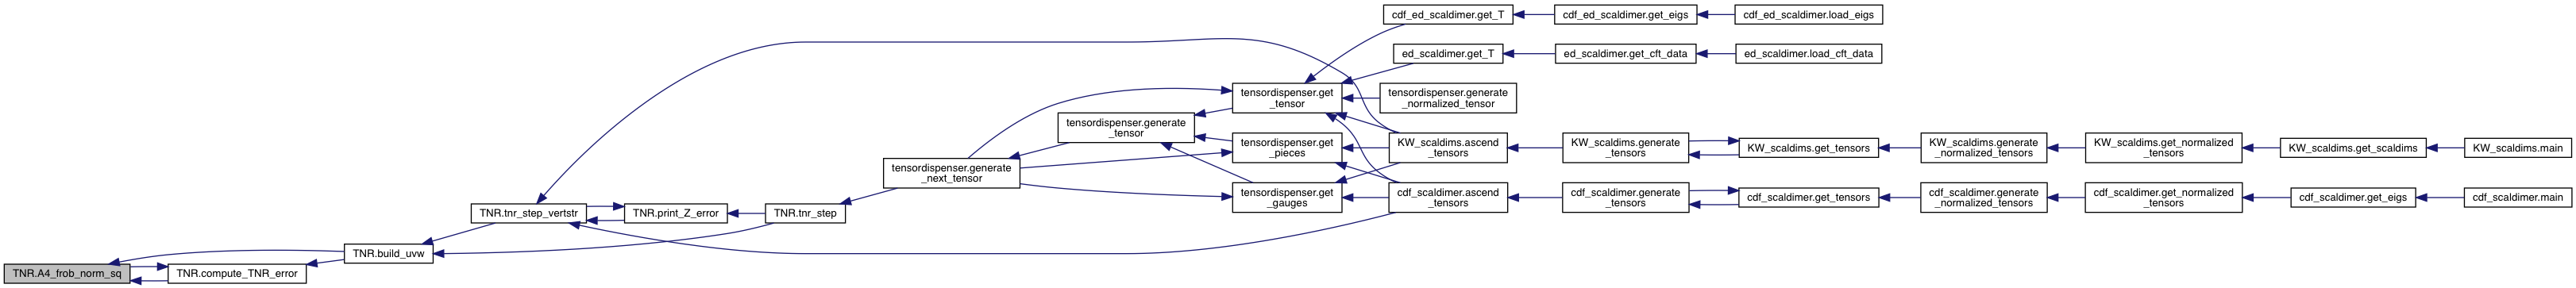 cdf_ed_scaldimer.get_T
cdf_ed_scaldimer.get_eigs
cdf_ed_scaldimer.load_eigs
ed_scaldimer.get_T
ed_scaldimer.get_cft_data
ed_scaldimer.load_cft_data
tensordispenser.get
_tensor
tensordispenser.generate
_normalized_tensor
tensordispenser.generate
_tensor
tensordispenser.get
_pieces
KW_scaldims.ascend
_tensors
KW_scaldims.generate
_tensors
KW_scaldims.get_tensors
KW_scaldims.generate
_normalized_tensors
KW_scaldims.get_normalized
_tensors
KW_scaldims.get_scaldims
KW_scaldims.main
tensordispenser.generate
_next_tensor
tensordispenser.get
_gauges
cdf_scaldimer.ascend
_tensors
cdf_scaldimer.generate
_tensors
cdf_scaldimer.get_tensors
cdf_scaldimer.generate
_normalized_tensors
cdf_scaldimer.get_normalized
_tensors
cdf_scaldimer.get_eigs
cdf_scaldimer.main
TNR.tnr_step_vertstr
TNR.print_Z_error
TNR.tnr_step
TNR.build_uvw
TNR.A4_frob_norm_sq
TNR.compute_TNR_error